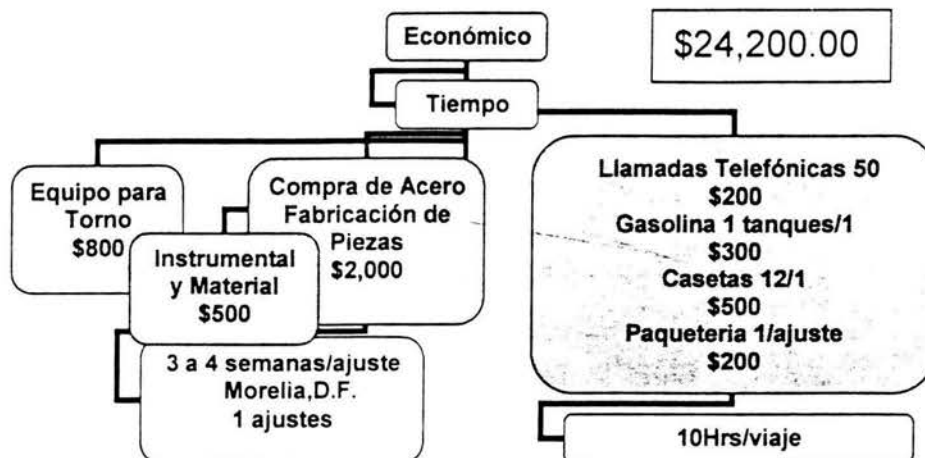 Económico
$24,200.00
Tiempo
Equipo para
Torno
$800
Compra de Acero
Fabricación de
Piezas
$2,000
Instrumental
y Material
$500
3 a 4 semanas/ajuste
Morelia,D.F.
1 ajustes
Llamadas Telefónicas 50
$200
Gasolina 1 tanques/1
$300
Casetas 12/1
$500
Paqueteria 1/ajuste
$200
10Hrs/viaje